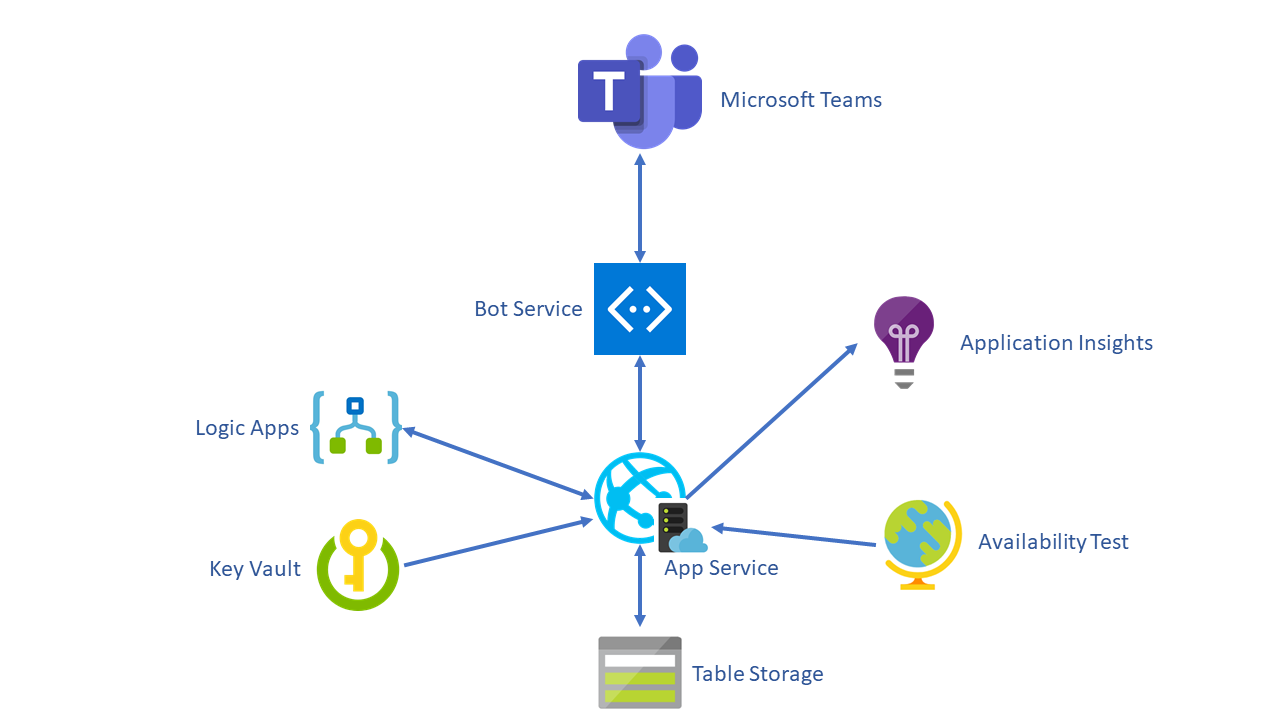 T
Microsoft Teams
Bot Service
Application Insights
Logic Apps
Availability Test
Key Vault
App Service
Table Storage